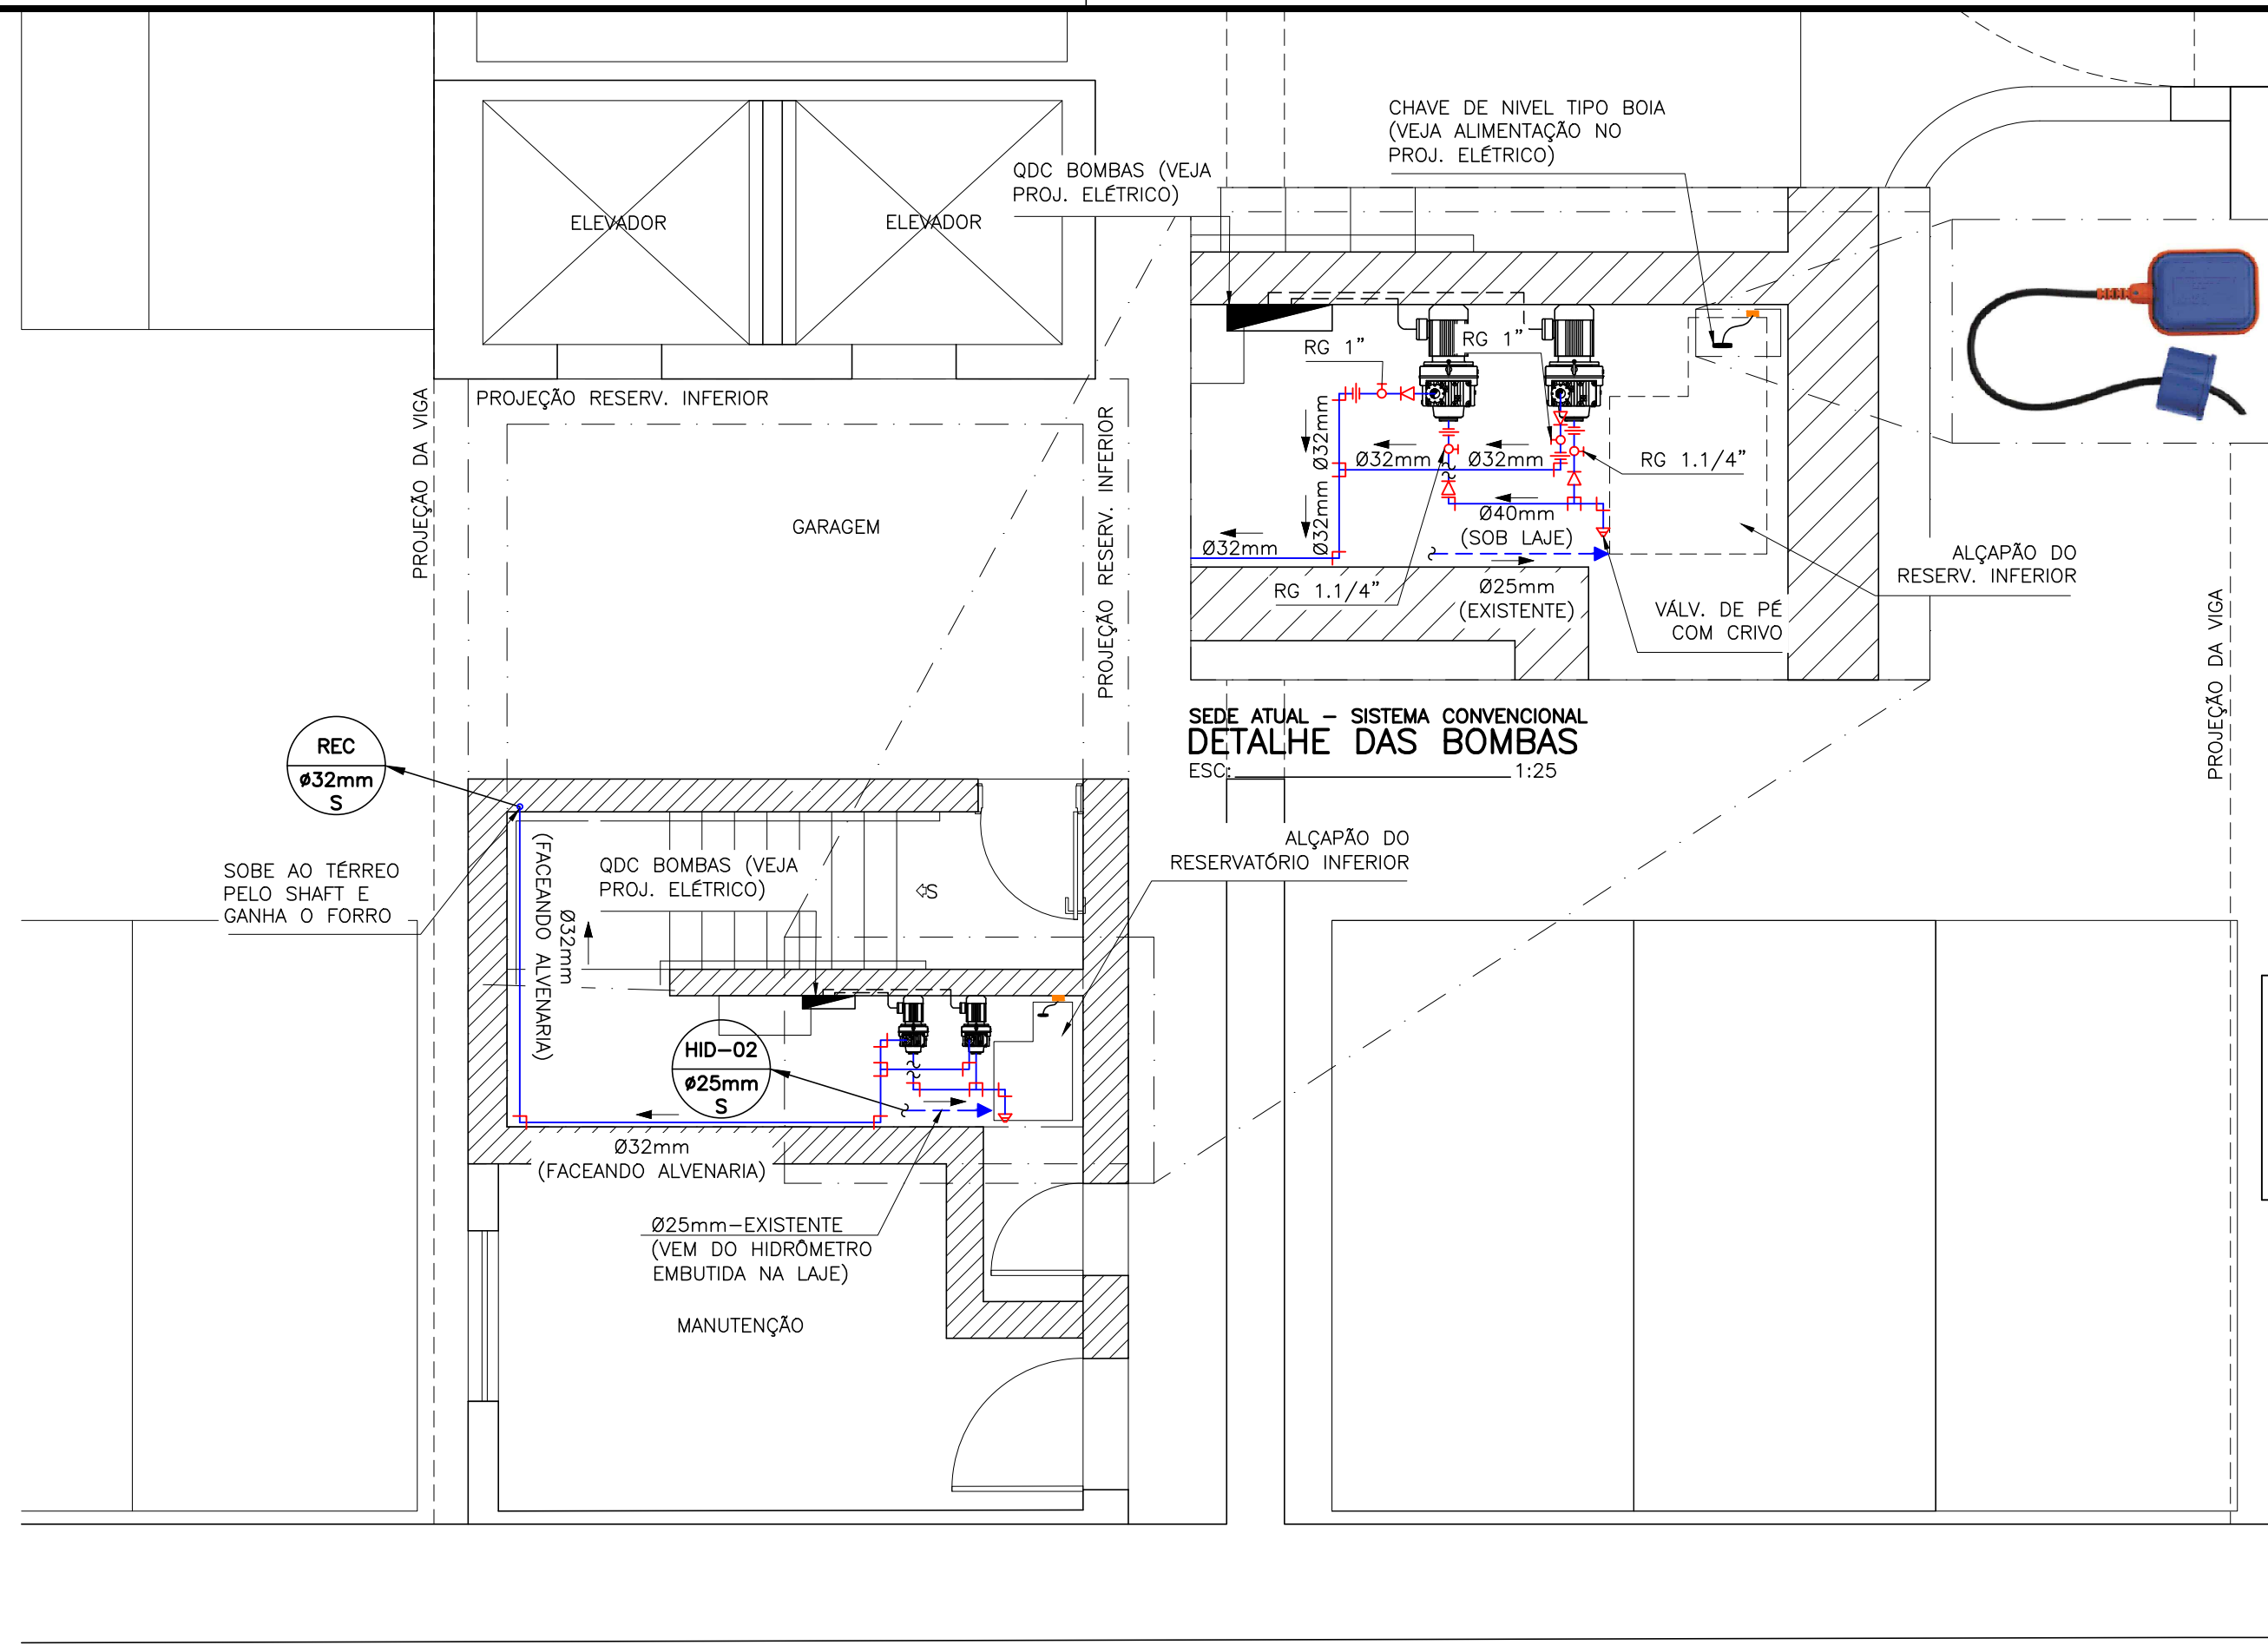 CHAVE DE NIVEL TIPO BOIA
(VEJA ALIMENTAÇÃO NO
PROJ. ELÉTRICO)
QDC BOMBAS (VEJA
PROJ. ELÉTRICO)
ELEVADOR
ELEVADOR
RG 1"
RG 1"
PROJEÇÃO RESERV. INFERIOR
PROJEÇÃO DA VIGA
PROJEÇÃO RESERV. INFERIOR
GARAGEM
Ø32mm
Ø32mm
Ø32mm
RG 1.1/4"
Ø32mm
Ø40mm
(SOB LAJE)
Ø32mm
RG 1.1/4"
Ø25mm
(EXISTENTE)
ALÇAPÃO DO
RESERV. INFERIOR
VÁLV. DE PÉ
COM CRIVO
PROJEÇÃO DA VIGA
SEDE ATUAL – SISTEMA CONVENCIONAL
DETALHE DAS BOMBAS
ESC: 1:25
REC
Ø32mm
S
SOBE AO TÉRREO
PELO SHAFT E
GANHA O FORRO
(FACEANDO ALVENARIA)
Ø32mm
QDC BOMBAS (VEJA
PROJ. ELÉTRICO)
S
ALÇAPÃO DO
RESERVATÓRIO INFERIOR
HID–02
Ø25mm
S
Ø32mm
(FACEANDO ALVENARIA)
Ø25mm–EXISTENTE
(VEM DO HIDRÔMETRO
EMBUTIDA NA LAJE)
MANUTENÇÃO